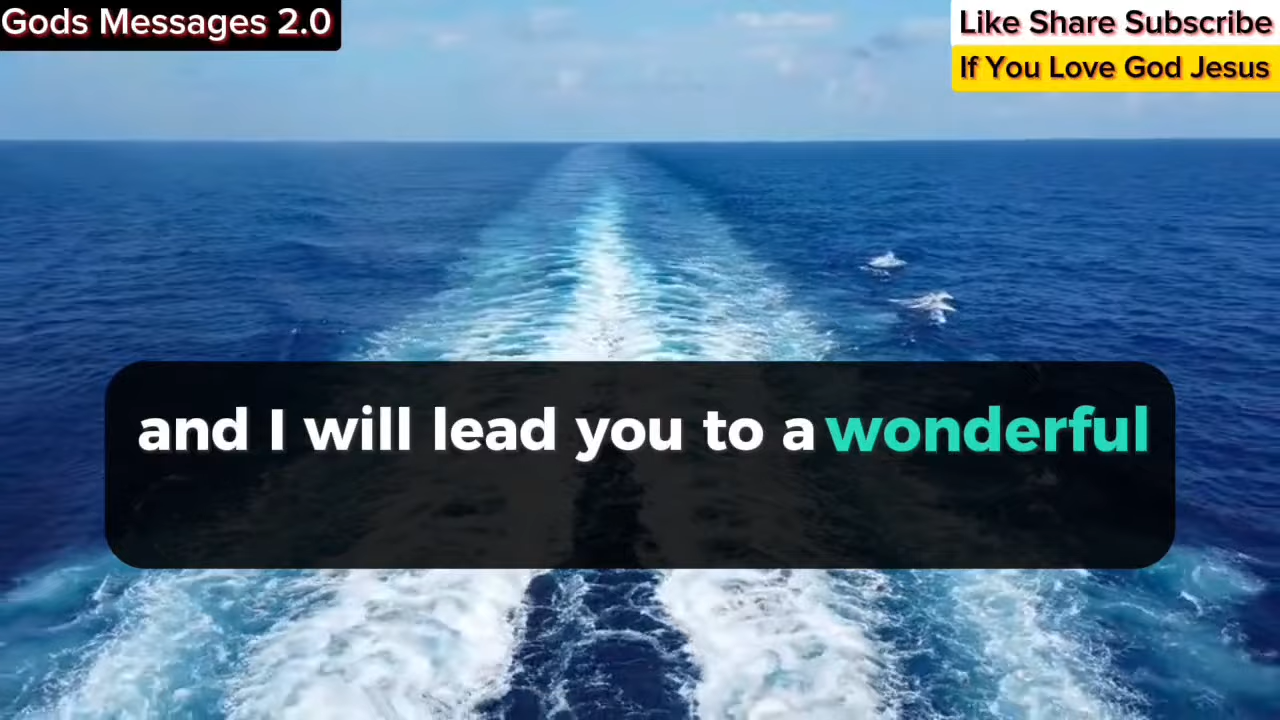 Gods Messages 2.0
Like Share Subscribe
If You Love God Jesus
and I will lead you to a wonderful